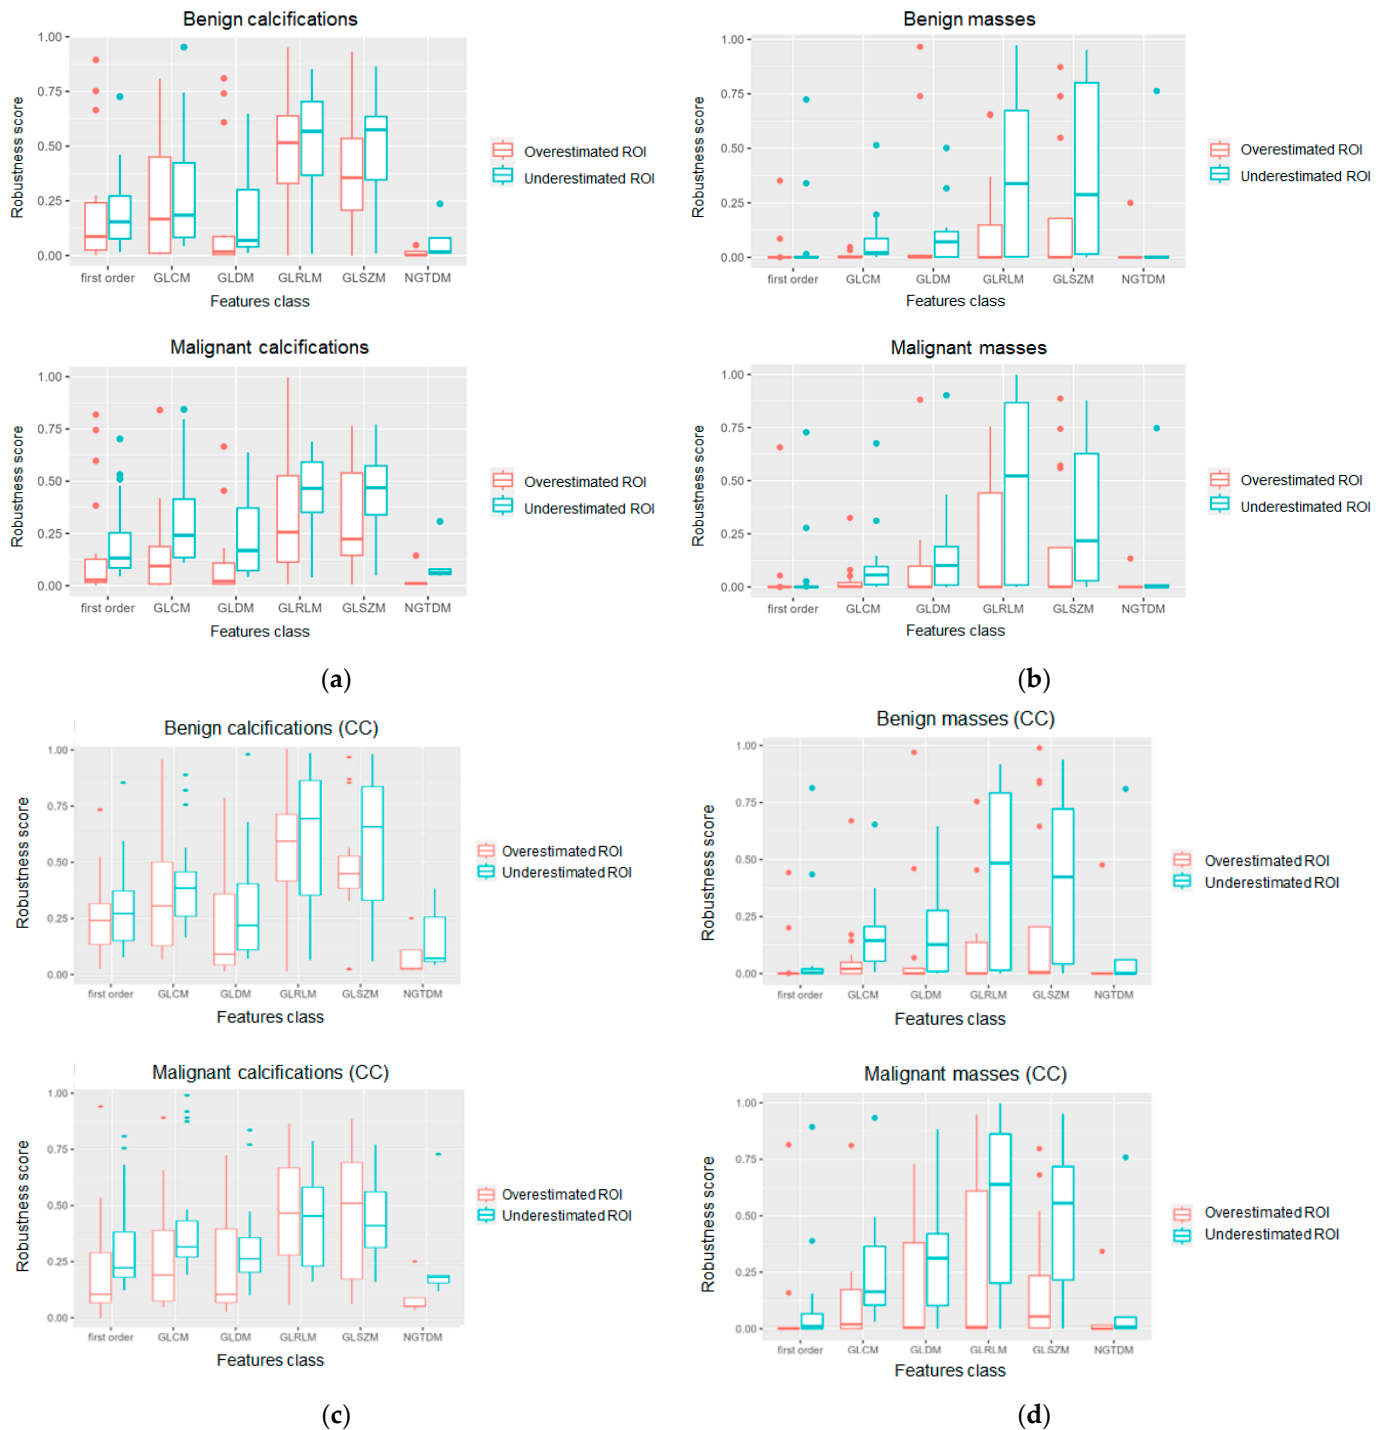 Benign calcifications
1.00
0.75
0.50
0.25
0.00
Robustness score
first order GLCM GLDM GLRLM GLSZM NGTDM
Features class
Overestimated ROI
Underestimated ROI
Malignant calcifications
1.00
0.75
0.50
0.25
0.00
Robustness score
first order GLCM GLDM GLRLM GLSZM NGTDM
Features class
Overestimated ROI
Underestimated ROI
(a)
Benign masses
1.00
0.75
0.50
0.25
0.00
Robustness score
first order GLCM GLDM GLRLM GLSZM NGTDM
Features class
Overestimated ROI
Underestimated ROI
Malignant masses
1.00
0.75
0.50
0.25
0.00
Robustness score
first order GLCM GLDM GLRLM GLSZM NGTDM
Features class
Overestimated ROI
Underestimated ROI
(b)
Benign calcifications (CC)
1.00
0.75
0.50
0.25
0.00
Robustness score
first order GLCM GLDM GLRLM GLSZM NGTDM
Features class
Overestimated ROI
Underestimated ROI
Malignant calcifications (CC)
1.00
0.75
0.50
0.25
0.00
Robustness score
first order GLCM GLDM GLRLM GLSZM NGTDM
Features class
Overestimated ROI
Underestimated ROI
(c)
Benign masses (CC)
1.00
0.75
0.50
0.25
0.00
Robustness score
first order GLCM GLDM GLRLM GLSZM NGTDM
Features class
Overestimated ROI
Underestimated ROI
Malignant masses (CC)
1.00
0.75
0.50
0.25
0.00
Robustness score
first order GLCM GLDM GLRLM GLSZM NGTDM
Features class
Overestimated ROI
Underestimated ROI
(d)